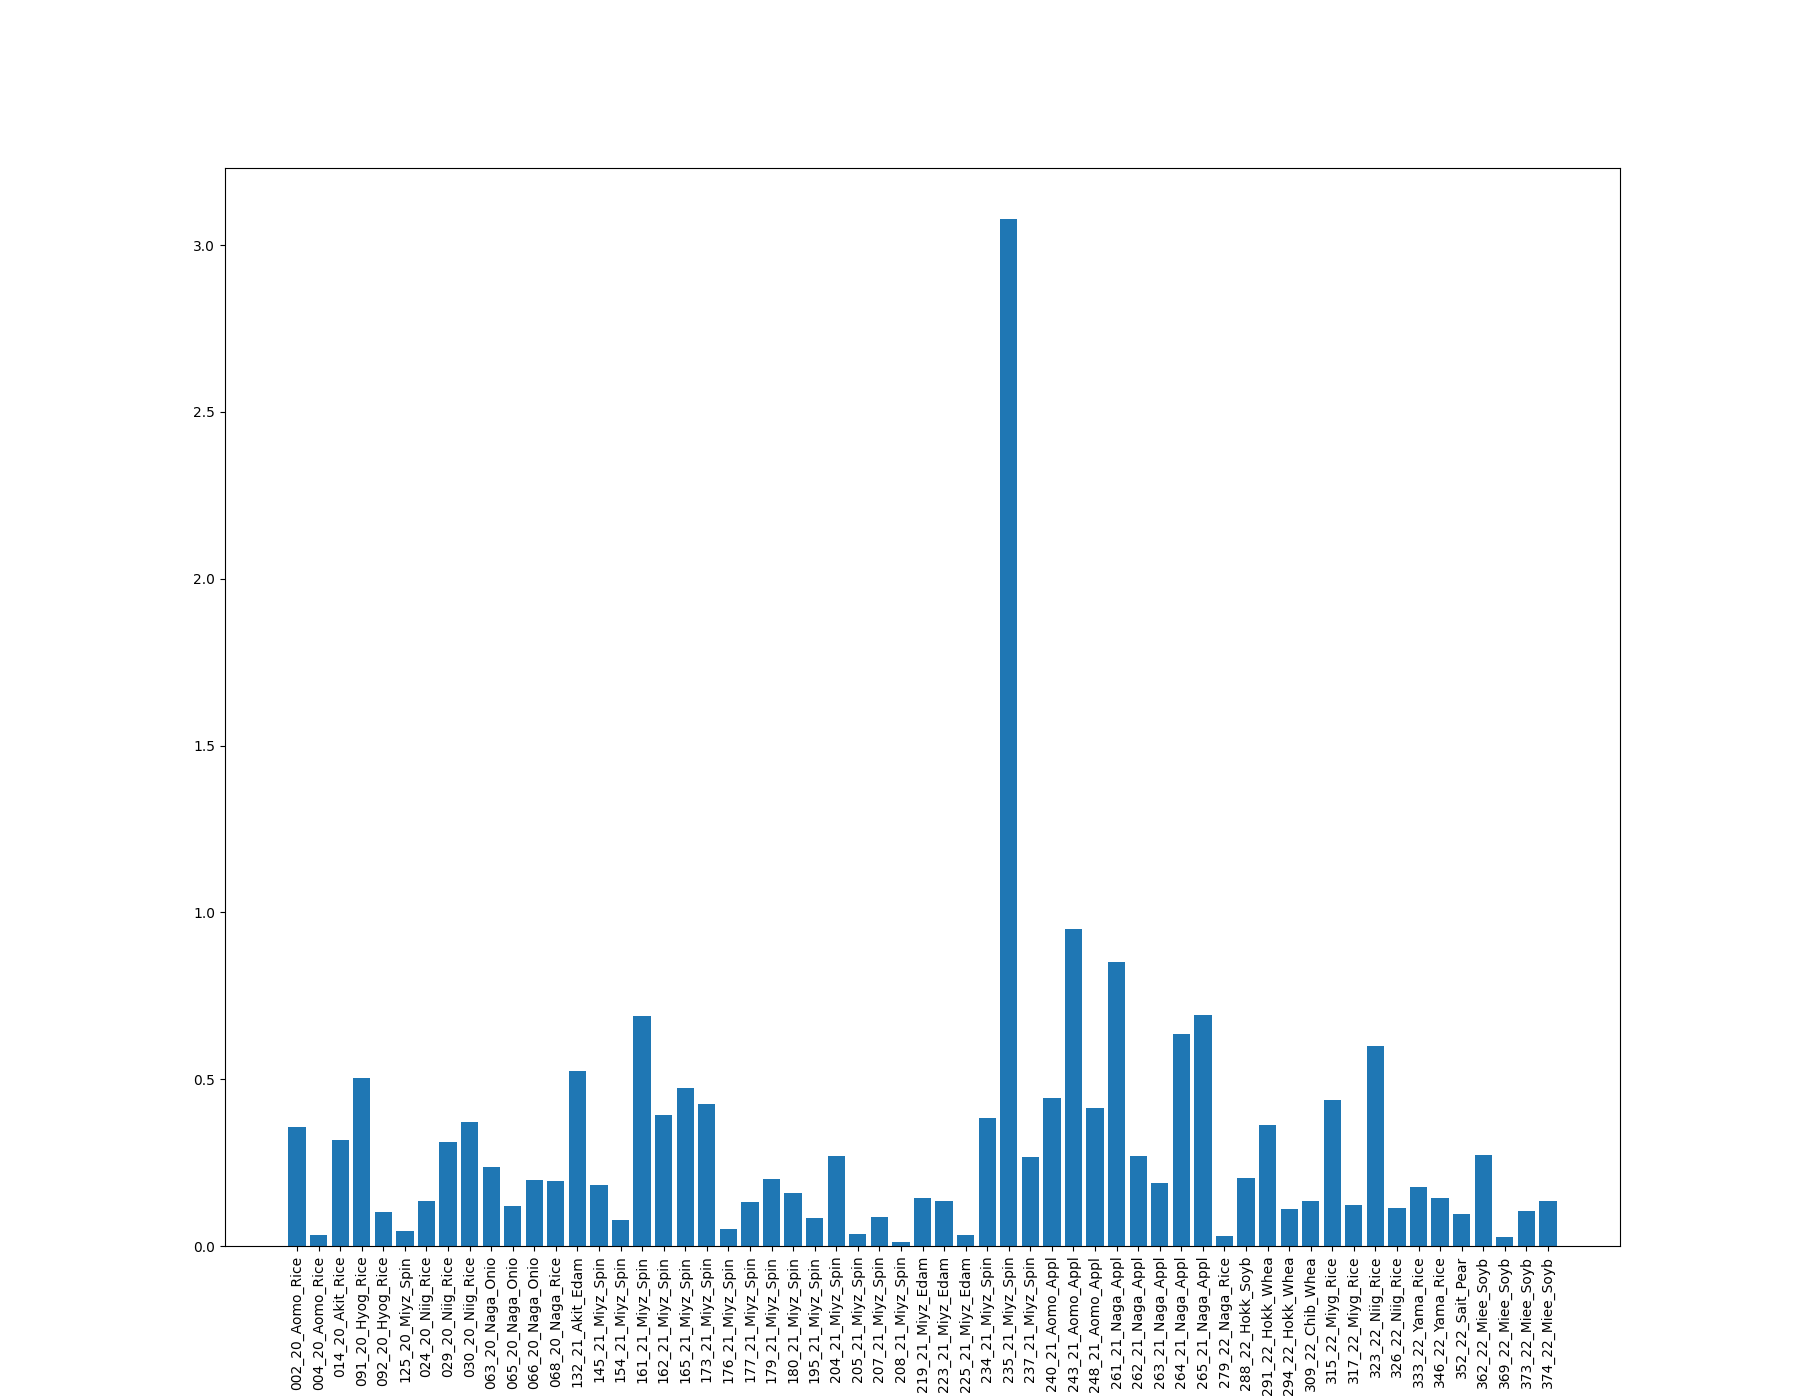 3.0
2.5
2.0
1.5
1.0
0.5
0.0
002_20_Aomo_Rice
004_20_Aomo_Rice
014_20_Akit_Rice
091_20_Hyog_Rice
092_20_Hyog_Rice
125_20_Miyz_Spin
024_20_Niig_Rice
029_20_Niig_Rice
030_20_Niig_Rice
063_20_Naga_Onio
065_20_Naga_Onio
066_20_Naga_Onio
068_20_Naga_Rice
132_21_Akit_Edam
145_21_Miyz_Spin
154_21_Miyz_Spin
161_21_Miyz_Spin
162_21_Miyz_Spin
165_21_Miyz_Spin
173_21_Miyz_Spin
176_21_Miyz_Spin
177_21_Miyz_Spin
179_21_Miyz_Spin
180_21_Miyz_Spin
195_21_Miyz_Spin
204_21_Miyz_Spin
205_21_Miyz_Spin
207_21_Miyz_Spin
208_21_Miyz_Spin
219_21_Miyz_Edam
223_21_Miyz_Edam
225_21_Miyz_Edam
234_21_Miyz_Spin
235_21_Miyz_Spin
237_21_Miyz_Spin
240_21_Aomo_Appl
243_21_Aomo_Appl
248_21_Aomo_Appl
261_21_Naga_Appl
262_21_Naga_Appl
263_21_Naga_Appl
264_21_Naga_Appl
265_21_Naga_Appl
279_22_Naga_Rice
288_22_Hokk_Soyb
291_22_Hokk_Whea
294_22_Hokk_Whea
309_22_Chib_Whea
315_22_Miyg_Rice
317_22_Miyg_Rice
323_22_Niig_Rice
326_22_Niig_Rice
333_22_Yama_Rice
346_22_Yama_Rice
352_22_Sait_Pear
362_22_Miee_Soyb
369_22_Miee_Soyb
373_22_Miee_Soyb
374_22_Miee_Soyb